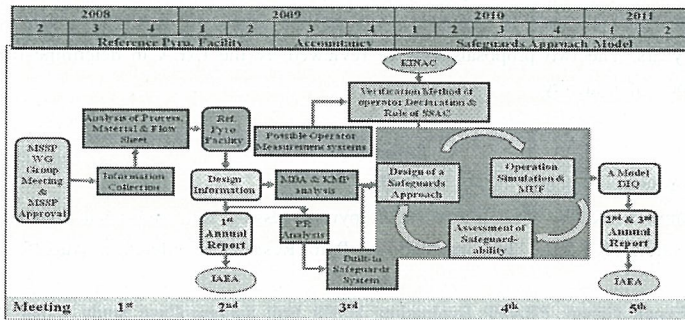 2008 2009 2010 2011
2 3 4 1 2 3 4 1 2 3 4 1 2
Reference Pyro. Facility Accountancy Safeguards Approach Model
KINAC
Verification Method of
operator Declaration &
Role of SSAC
Analysis of Process,
Material & Flow
Sheet
Ref.
Pyro
Facility
Possible Operator
Measurement systems
MSSP
WG
Group
Meeting
&
MSSP
Approval
Information
Collection
Design
Information
MBA & KMP
analysis
Design of a
Safeguards
Approach
Operation
Simulation &
MUF
A Model
DIQ
1st
Annual
Report
PR
Analysis
Assessment of
Safeguard-
ability
2nd & 3rd
Annual
Report
Built-in
Safeguards
System
IAEA
IAEA
Meeting 1st 2nd 3rd 4th 5th